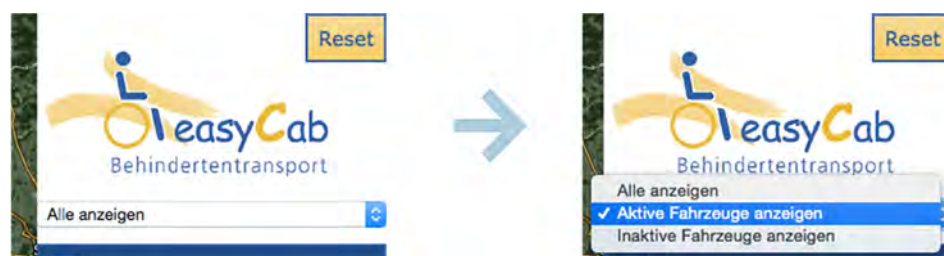 Reset
easyCab
Behindertentransport
Alle anzeigen
Reset
easyCab
Behindertentransport
Alle anzeigen
✓ Aktive Fahrzeuge anzeigen
Inaktive Fahrzeuge anzeigen